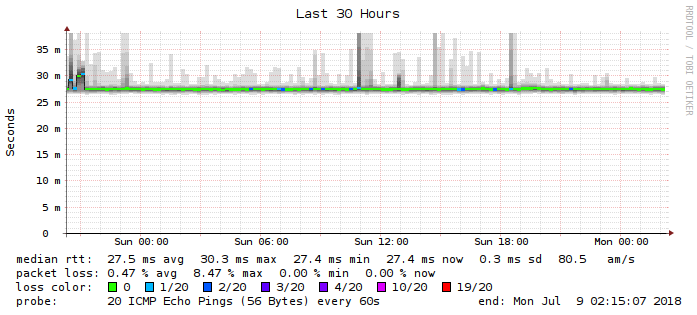 Last 30 Hours
RRDTOOL / TOBI OETIKER
Seconds
35 m
30 m
25 m
20 m
15 m
10 m
5 m
0
Sun 00:00 Sun 06:00 Sun 12:00 Sun 18:00 Mon 00:00
median rtt: 27.5 ms avg 30.3 ms max 27.4 ms min 27.4 ms now 0.3 ms sd 80.5 am/s
packet loss: 0.47 % avg 8.47 % max 0.00 % min 0.00 % now
loss color: 0 1/20 2/20 3/20 4/20 10/20 19/20
probe: 20 ICMP Echo Pings (56 Bytes) every 60s end: Mon Jul 9 02:15:07 2018